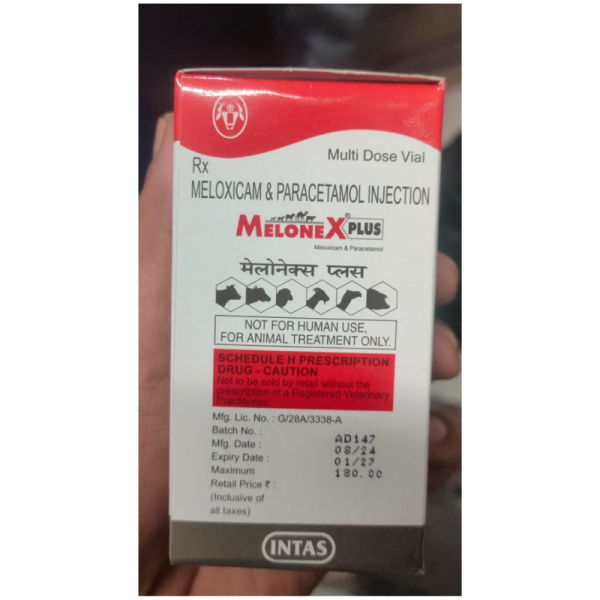 Multi Dose Vial
Rx
MELOXICAM & PARACETAMOL INJECTION
MELONEX® PLUS
Meloxicam & Paracetamol
मेलोनेक्स प्लस
NOT FOR HUMAN USE,
FOR ANIMAL TREATMENT ONLY.
SCHEDULE H PRESCRIPTION
DRUG - CAUTION
Not to be sold by retail without the
prescription of a Registered Veterinary
Practitioner.
Mfg. Lic. No. : G/28A/3338-A
Batch No. : AD147
Mfg. Date : 08/24
Expiry Date : 01/27
Maximum 180.00
Retail Price ₹ :
(Inclusive of
all taxes)
INTAS